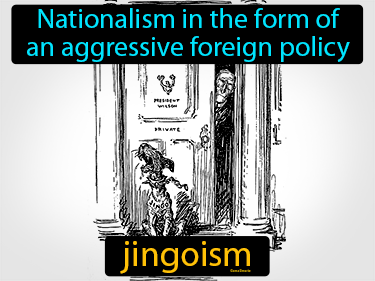 Nationalism in the form of
an aggressive foreign policy
PRESIDENT
WILSON
PRIVATE
jingoism